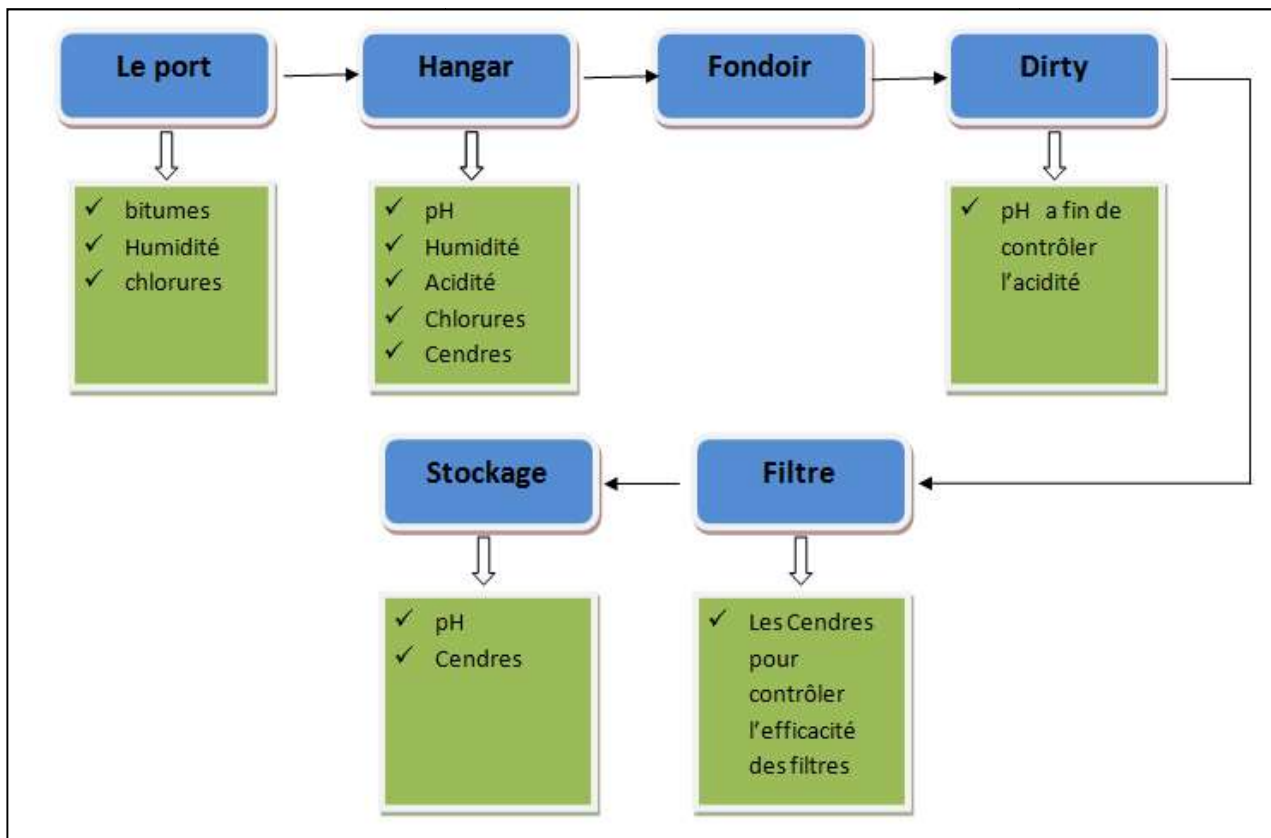 Le port
Hangar
Fondoir
Dirty
✓ bitumes
✓ Humidité
✓ chlorures
✓ pH
✓ Humidité
✓ Acidité
✓ Chlorures
✓ Cendres
✓ pH a fin de
contrôler
l'acidité
Stockage
Filtre
✓ pH
✓ Cendres
✓ Les Cendres
pour
contrôler
l'efficacité
des filtres